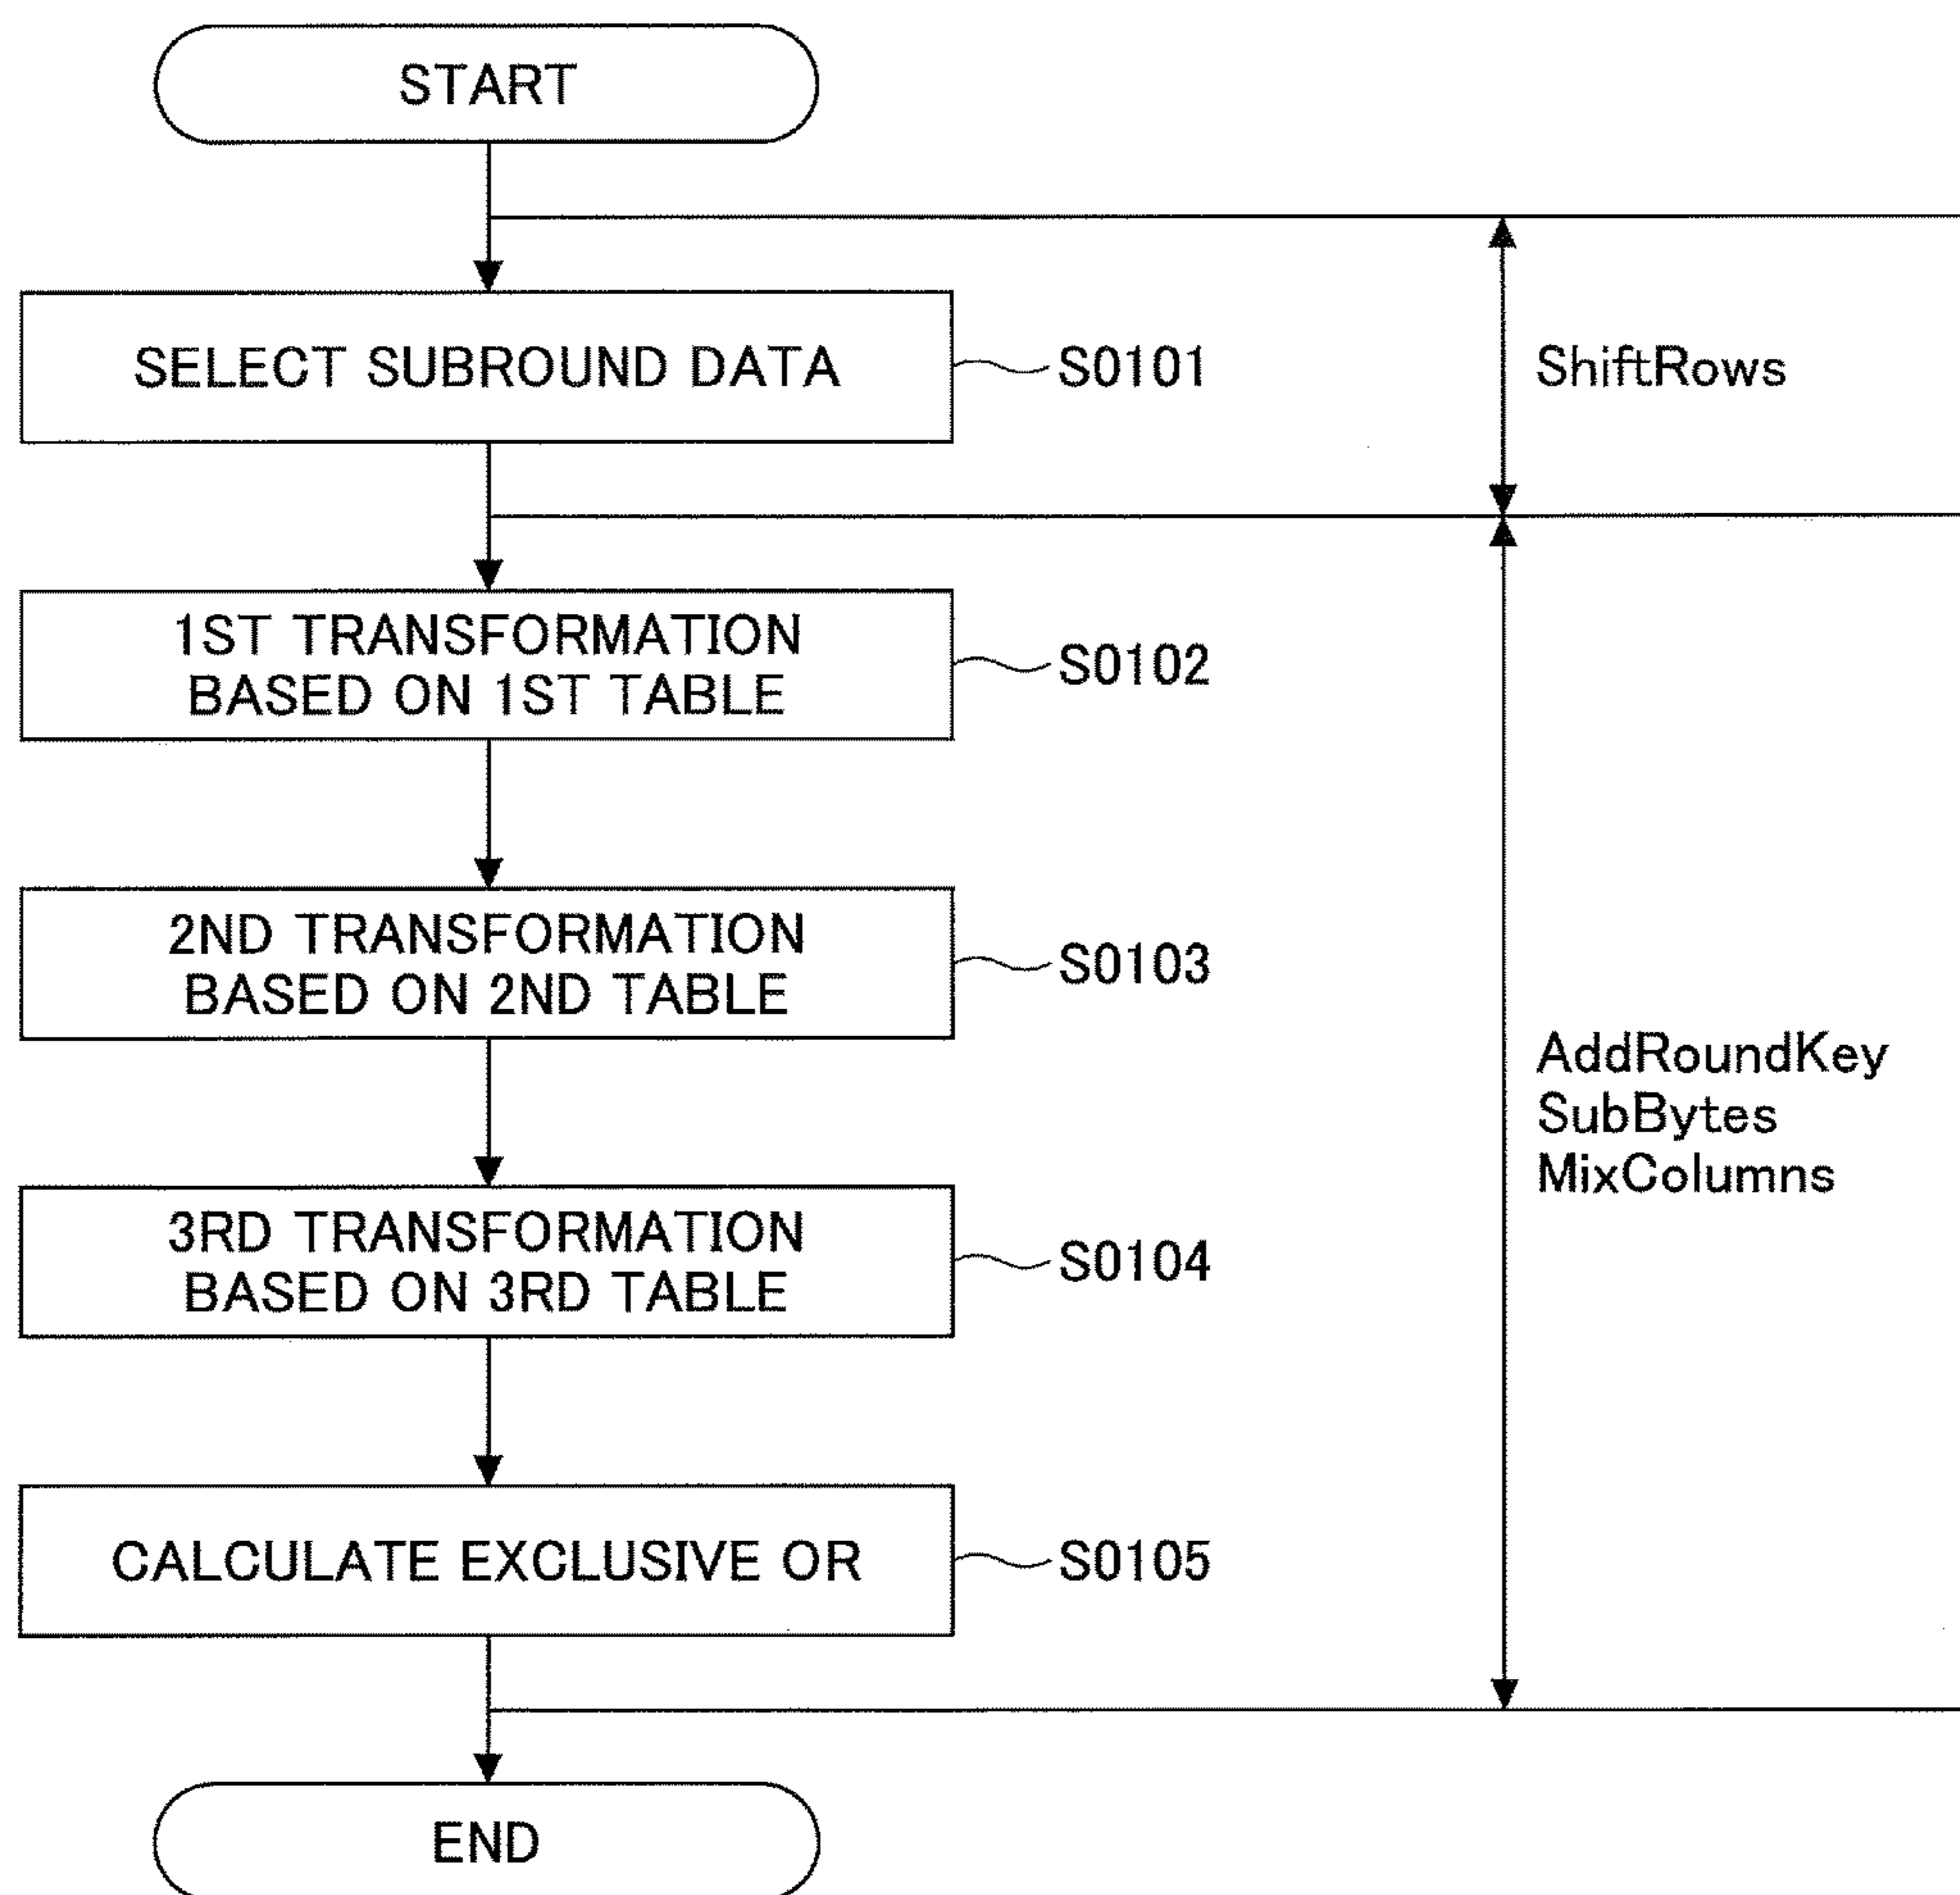 START
SELECT SUBROUND DATA
S0101
ShiftRows
1ST TRANSFORMATION
BASED ON 1ST TABLE
S0102
2ND TRANSFORMATION
BASED ON 2ND TABLE
S0103
AddRoundKey
SubBytes
MixColumns
3RD TRANSFORMATION
BASED ON 3RD TABLE
S0104
CALCULATE EXCLUSIVE OR
S0105
END